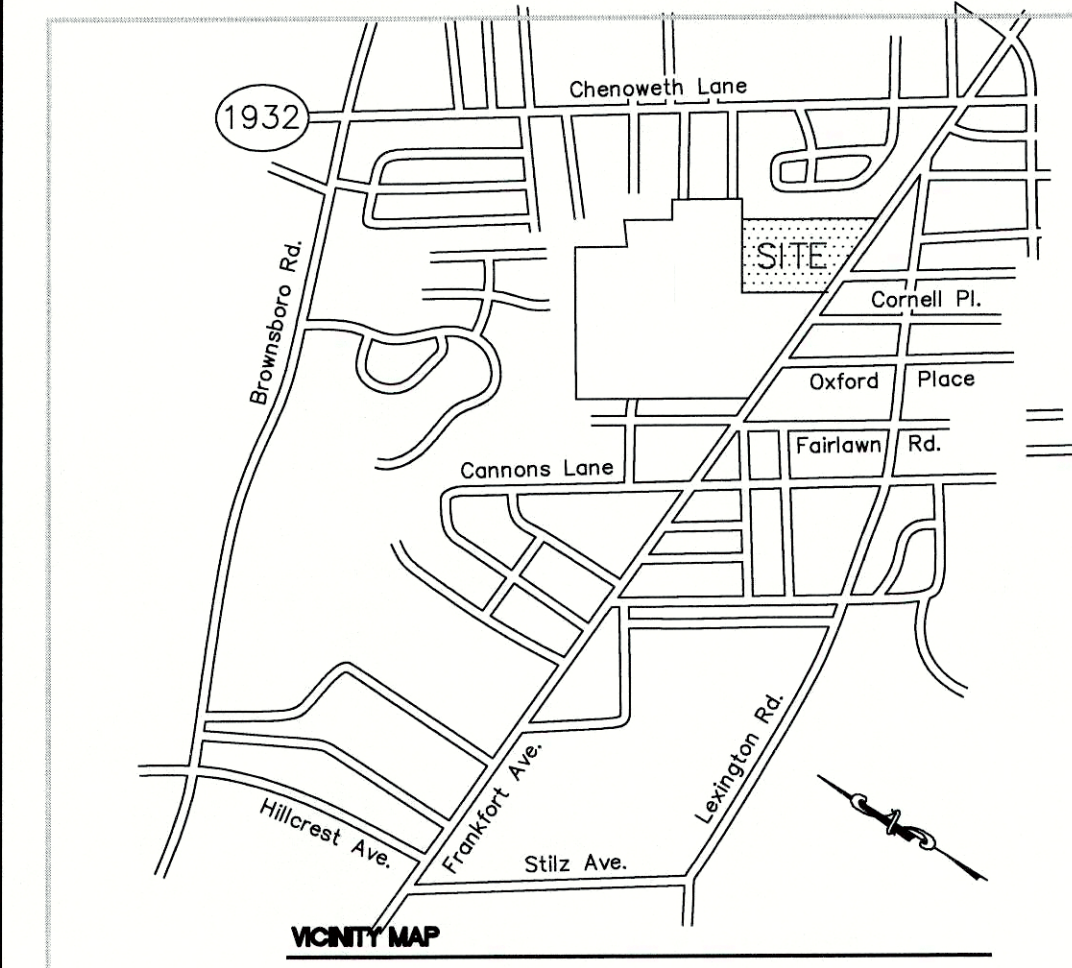 Chenoweth Lane
1932
Brownsboro Rd.
SITE
Cornell Pl.
Oxford Place
Fairlawn Rd.
Cannons Lane
Lexington Rd.
Frankfort Ave.
Hillcrest Ave.
Stilz Ave.
VICINITY MAP